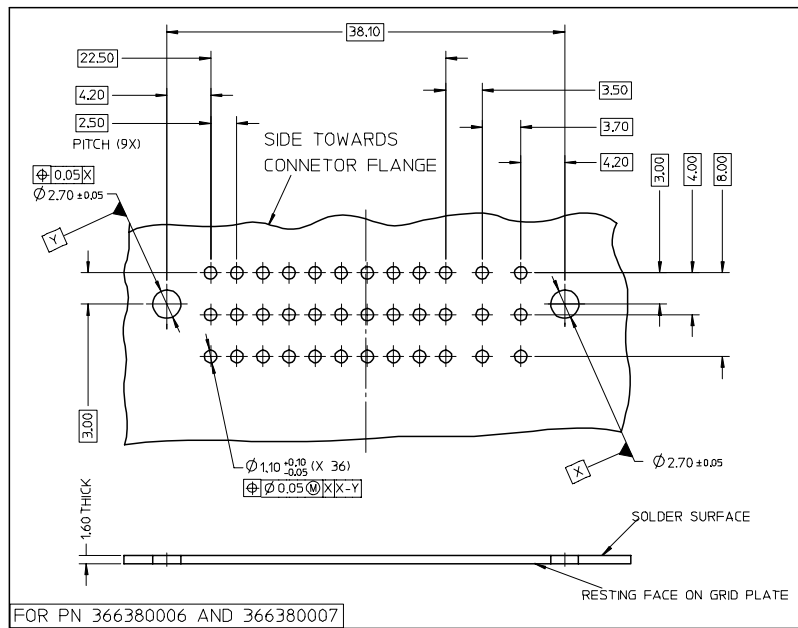 38.10
22.50
4.20
3.50
2.50
3.70
PITCH (9X)
SIDE TOWARDS
CONNETOR FLANGE
4.20
3.00
4.00
8.00
⌖ 0.05 X
Ø 2.70 ±0.05
Y
3.00
Ø 1.10 +0.10 -0.05 (X 36)
⌖ Ø 0.05 Ⓜ X X-Y
X
Ø 2.70 ±0.05
1.60 THICK
SOLDER SURFACE
RESTING FACE ON GRID PLATE
FOR PN 366380006 AND 366380007